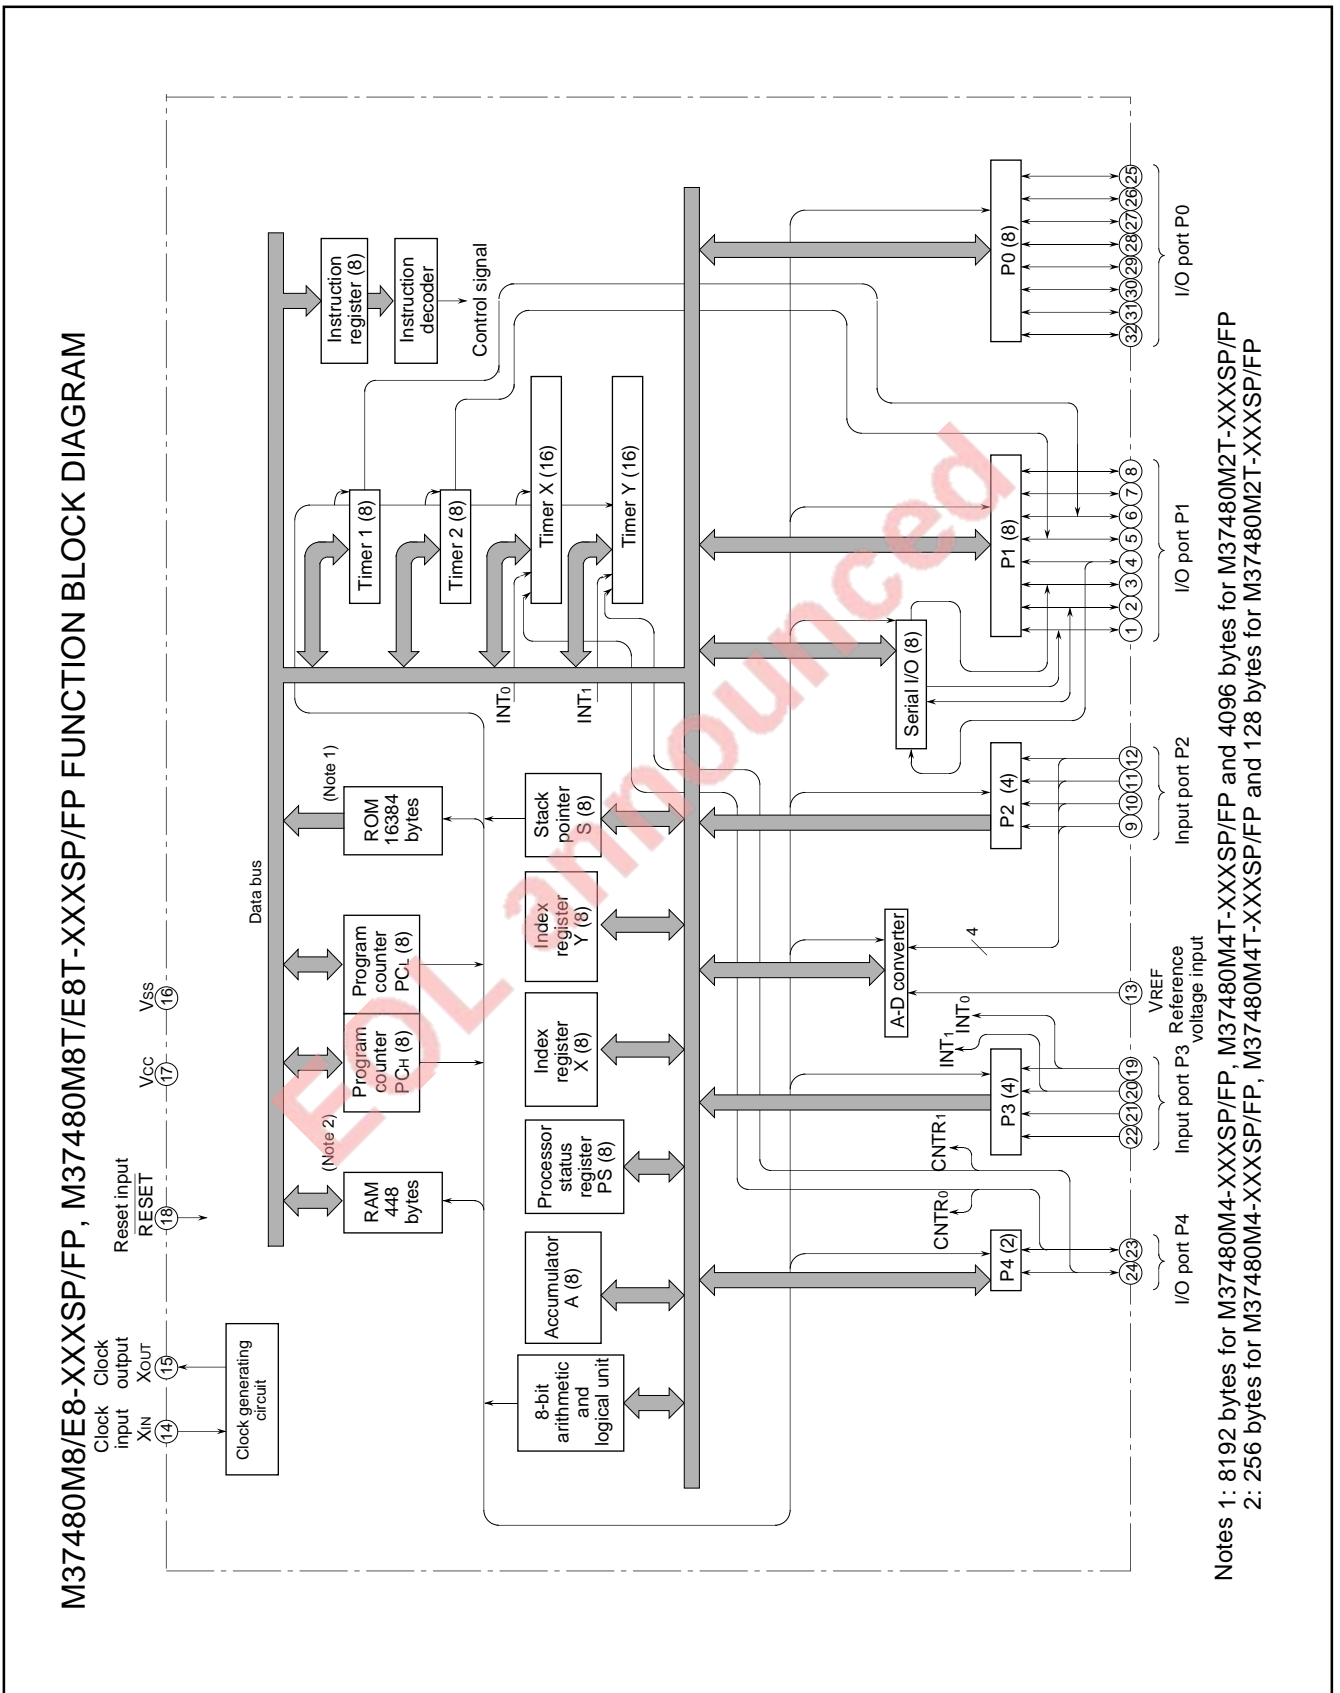 M37480M8/E8-XXXSP/FP, M37480M8T/E8T-XXXSP/FP FUNCTION BLOCK DIAGRAM
Clock
input
XIN
14
Clock
output
XOUT
15
Reset input
RESET
18
VCC
17
VSS
16
Clock generating
circuit
Data bus
RAM
448
bytes
(Note 2)
Program
counter
PCH (8)
Program
counter
PCL (8)
ROM
16384
bytes
(Note 1)
Timer 1 (8)
Timer 2 (8)
Timer X (16)
Timer Y (16)
INT0
INT1
Instruction
register (8)
Instruction
decoder
Control signal
8-bit
arithmetic
and
logical unit
Accumulator
A (8)
Processor
status
register
PS (8)
Index
register
X (8)
Index
register
Y (8)
Stack
pointer
S (8)
EOL announced
CNTR0
CNTR1
INT1
INT0
A-D converter
4
Serial I/O (8)
P4 (2)
P3 (4)
P2 (4)
P1 (8)
P0 (8)
24 23
22 21 20 19
13
9 10 11 12
1 2 3 4 5 6 7 8
32 31 30 29 28 27 26 25
I/O port P4
Input port P3
VREF
Reference
voltage input
Input port P2
I/O port P1
I/O port P0
Notes 1: 8192 bytes for M37480M4-XXXSP/FP, M37480M4T-XXXSP/FP and 4096 bytes for M37480M2T-XXXSP/FP
2: 256 bytes for M37480M4-XXXSP/FP, M37480M4T-XXXSP/FP and 128 bytes for M37480M2T-XXXSP/FP